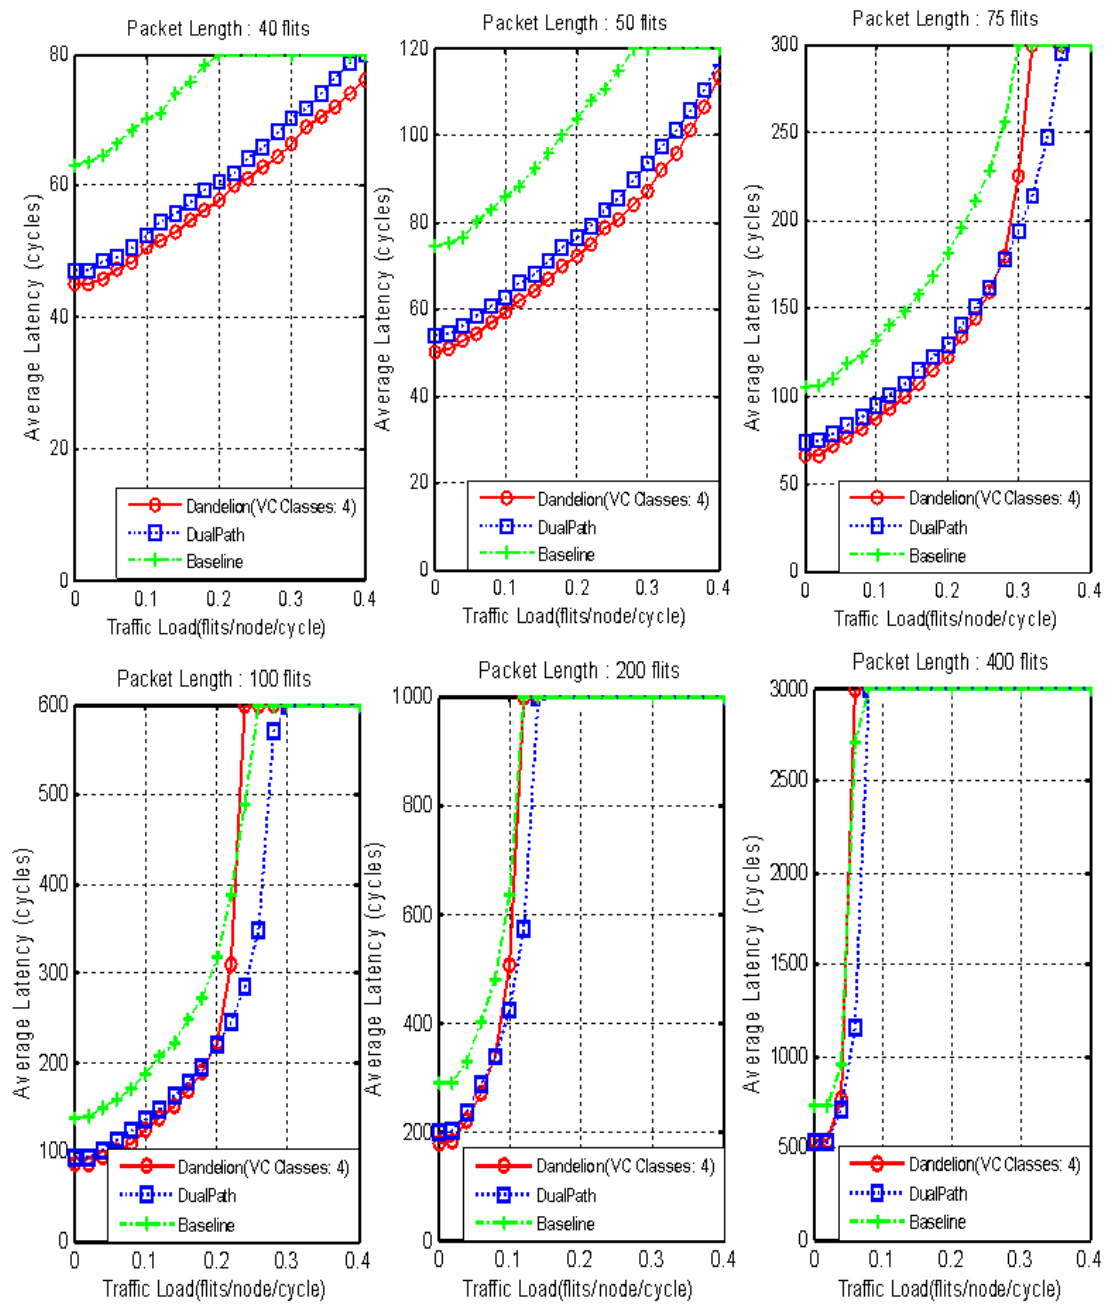 Packet Length : 40 flits
80
60
40
20
0
Average Latency (cycles)
Dandelion(VC Classes: 4)
DualPath
Baseline
0 0.1 0.2 0.3 0.4
Traffic Load(flits/node/cycle)
Packet Length : 50 flits
120
100
80
60
40
20
0
Average Latency (cycles)
Dandelion(VC Classes: 4)
DualPath
Baseline
0 0.1 0.2 0.3 0.4
Traffic Load(flits/node/cycle)
Packet Length : 75 flits
300
250
200
150
100
50
0
Average Latency (cycles)
Dandelion(VC Classes: 4)
DualPath
Baseline
0 0.1 0.2 0.3 0.4
Traffic Load(flits/node/cycle)
Packet Length : 100 flits
600
500
400
300
200
100
0
Average Latency (cycles)
Dandelion(VC Classes: 4)
DualPath
Baseline
0 0.1 0.2 0.3 0.4
Traffic Load(flits/node/cycle)
Packet Length : 200 flits
1000
800
600
400
200
0
Average Latency (cycles)
Dandelion(VC Classes: 4)
DualPath
Baseline
0 0.1 0.2 0.3 0.4
Traffic Load(flits/node/cycle)
Packet Length : 400 flits
3000
2500
2000
1500
1000
500
0
Average Latency (cycles)
Dandelion(VC Classes: 4)
DualPath
Baseline
0 0.1 0.2 0.3 0.4
Traffic Load(flits/node/cycle)